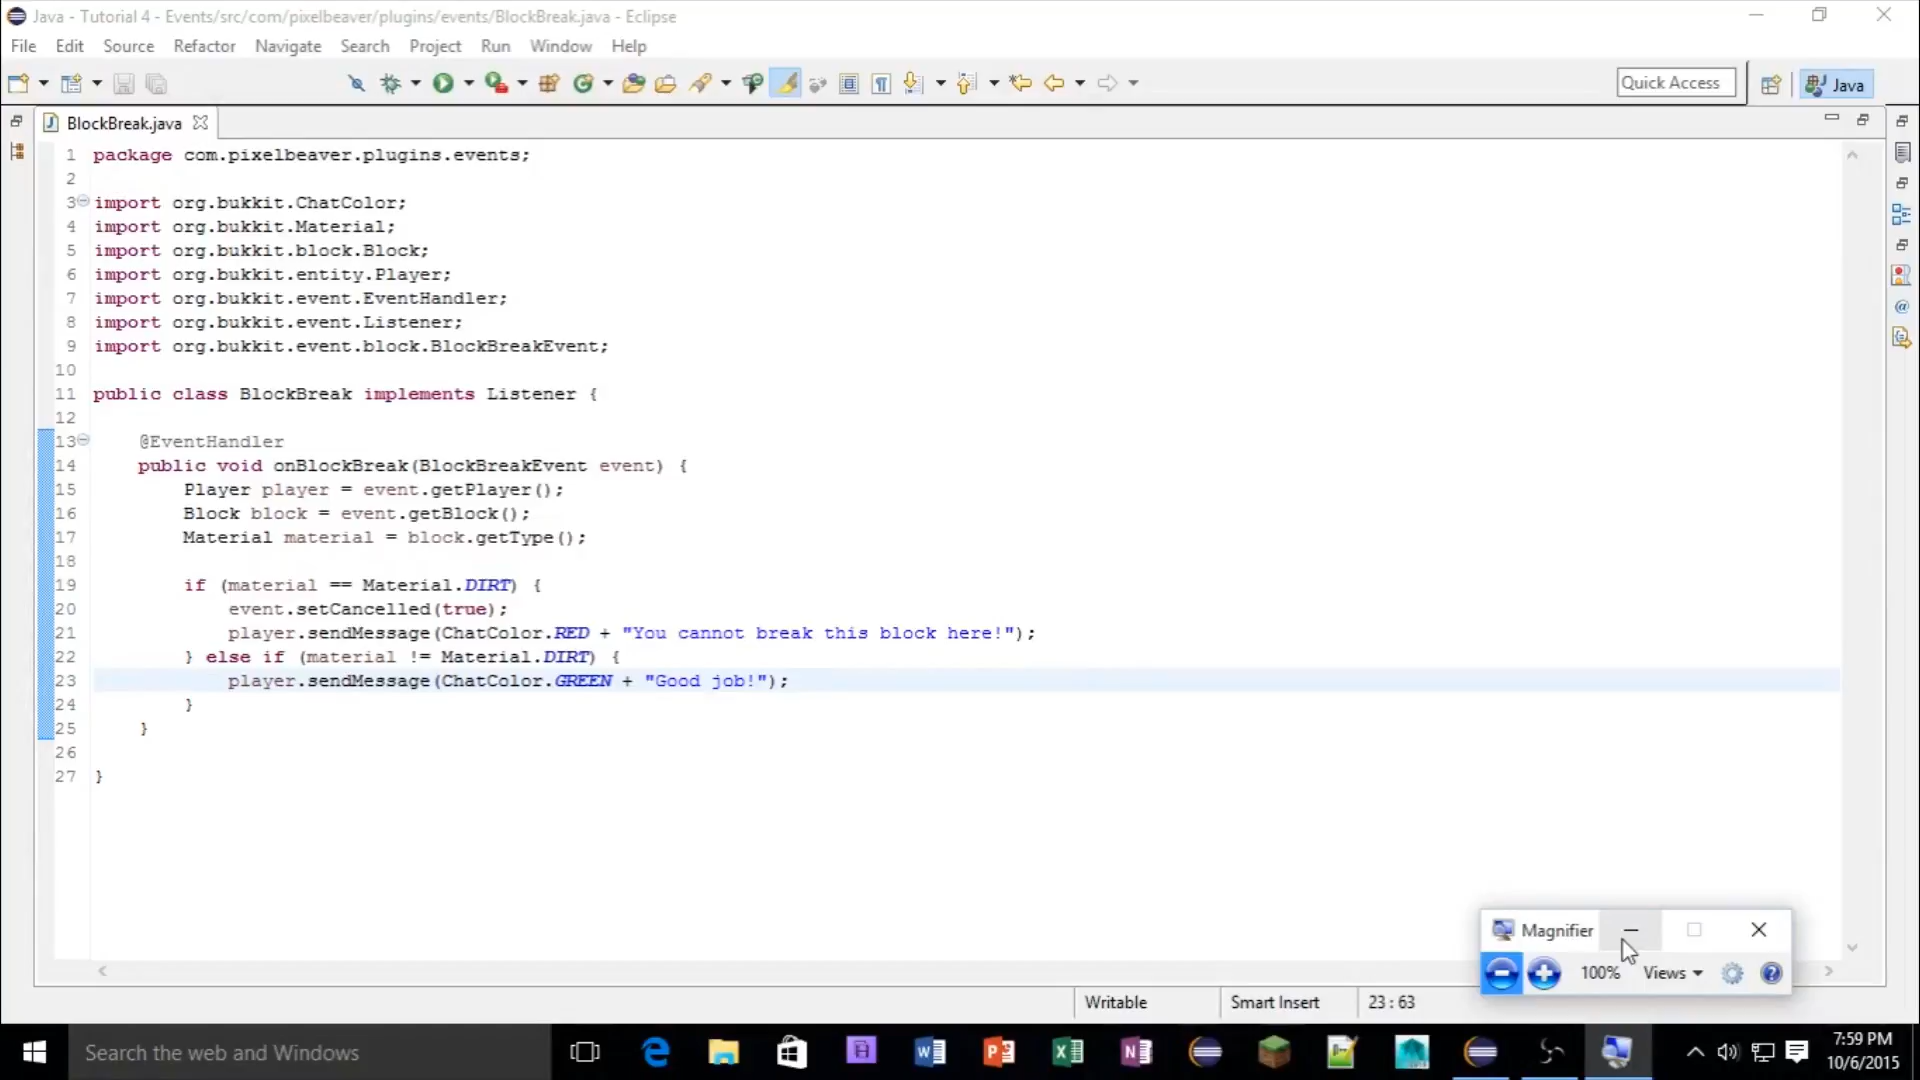 Java - Tutorial 4 - Events/src/com/pixelbeaver/plugins/events/BlockBreak.java - Eclipse
File Edit Source Refactor Navigate Search Project Run Window Help
Quick Access Java
BlockBreak.java
1 package com.pixelbeaver.plugins.events;
2
3 import org.bukkit.ChatColor;
4 import org.bukkit.Material;
5 import org.bukkit.block.Block;
6 import org.bukkit.entity.Player;
7 import org.bukkit.event.EventHandler;
8 import org.bukkit.event.Listener;
9 import org.bukkit.event.block.BlockBreakEvent;
10
11 public class BlockBreak implements Listener {
12
13 @EventHandler
14 public void onBlockBreak(BlockBreakEvent event) {
15 Player player = event.getPlayer();
16 Block block = event.getBlock();
17 Material material = block.getType();
18
19 if (material == Material.DIRT) {
20 event.setCancelled(true);
21 player.sendMessage(ChatColor.RED + "You cannot break this block here!");
22 } else if (material != Material.DIRT) {
23 player.sendMessage(ChatColor.GREEN + "Good job!");
24 }
25 }
26
27 }
Magnifier
100% Views
Writable Smart Insert 23 : 63
Search the web and Windows
7:59 PM
10/6/2015